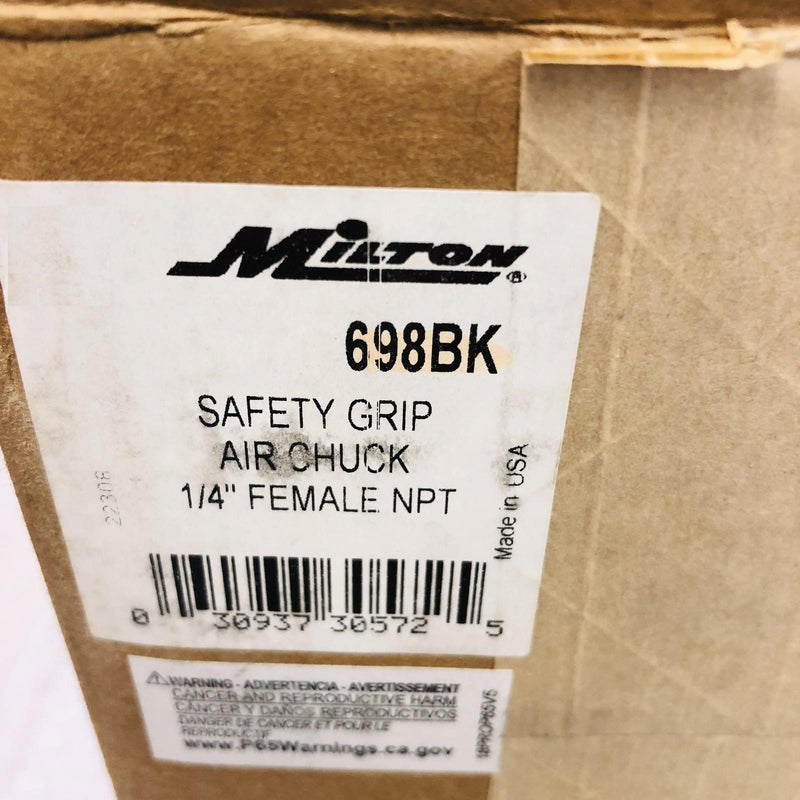 MILTON®
698BK
SAFETY GRIP
AIR CHUCK
1/4" FEMALE NPT
Made in USA
22308
0 30937 30572 5
⚠WARNING - ADVERTENCIA - AVERTISSEMENT
CANCER AND REPRODUCTIVE HARM
CÁNCER Y DAÑOS REPRODUCTIVOS
DANGER DE CANCER ET POUR LE
REPRODUCTIF
www.P65Warnings.ca.gov